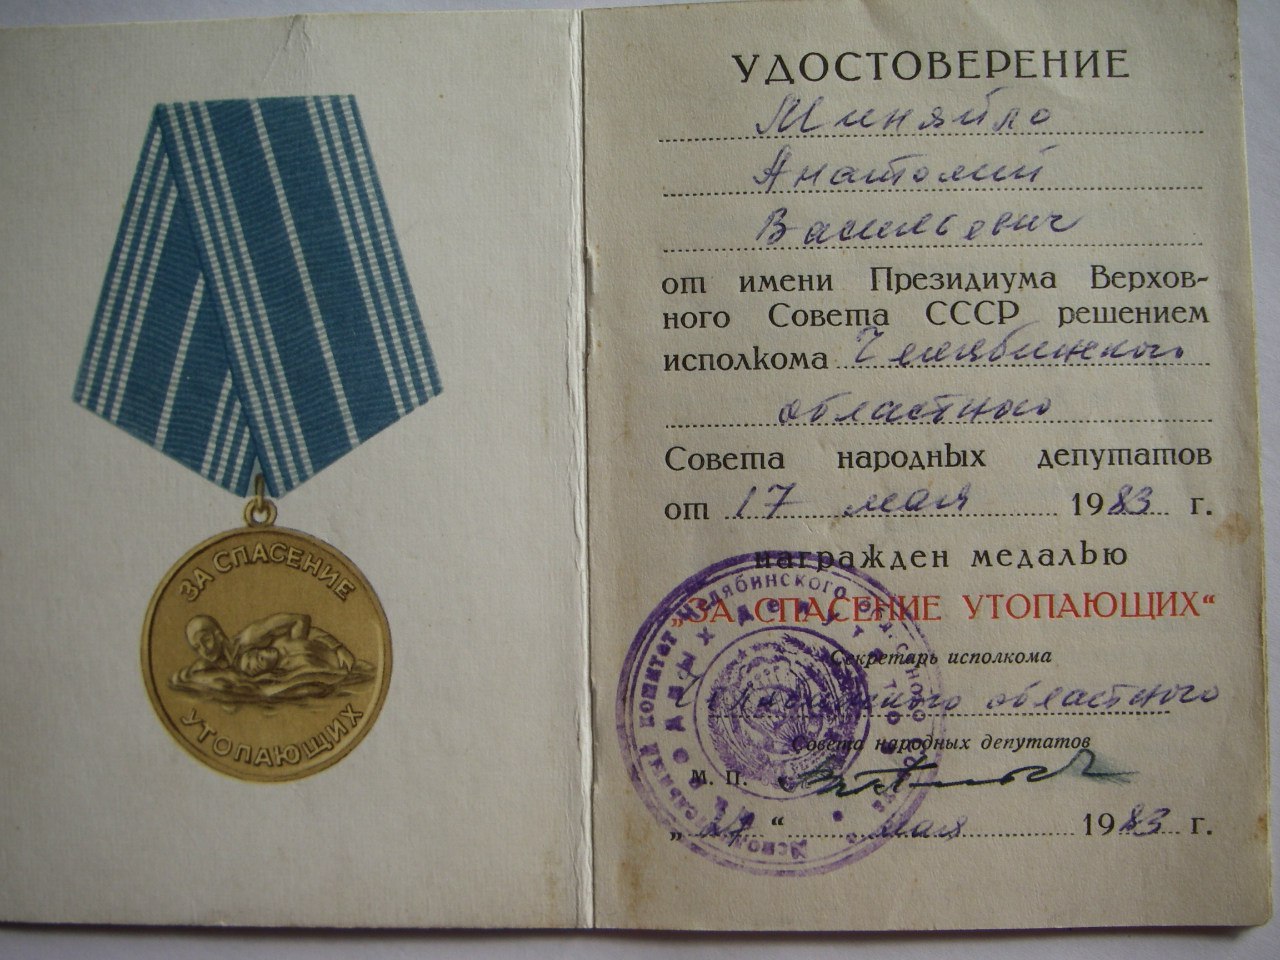 ЗА СПАСЕНИЕ
УТОПАЮЩИХ
УДОСТОВЕРЕНИЕ
Миняйло
Анатолий
Васильевич
от имени Президиума Верхов-
ного Совета СССР решением
исполкома Челябинского
областного
Совета народных депутатов
от 17 мая 1983 г.
награжден медалью
„ЗА СПАСЕНИЕ УТОПАЮЩИХ“
Секретарь исполкома
Челябинского областного
Совета народных депутатов
М. П.
„ “ мая 1983 г.